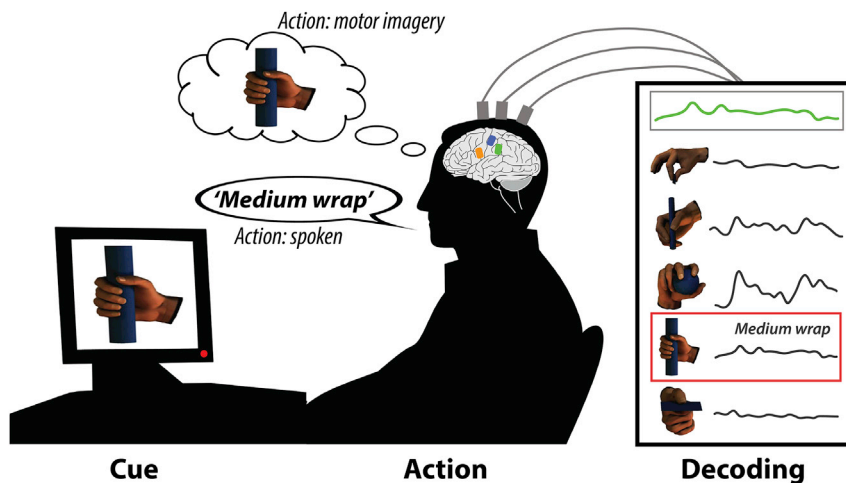 Action: motor imagery
'Medium wrap'
Action: spoken
Medium wrap
Cue
Action
Decoding